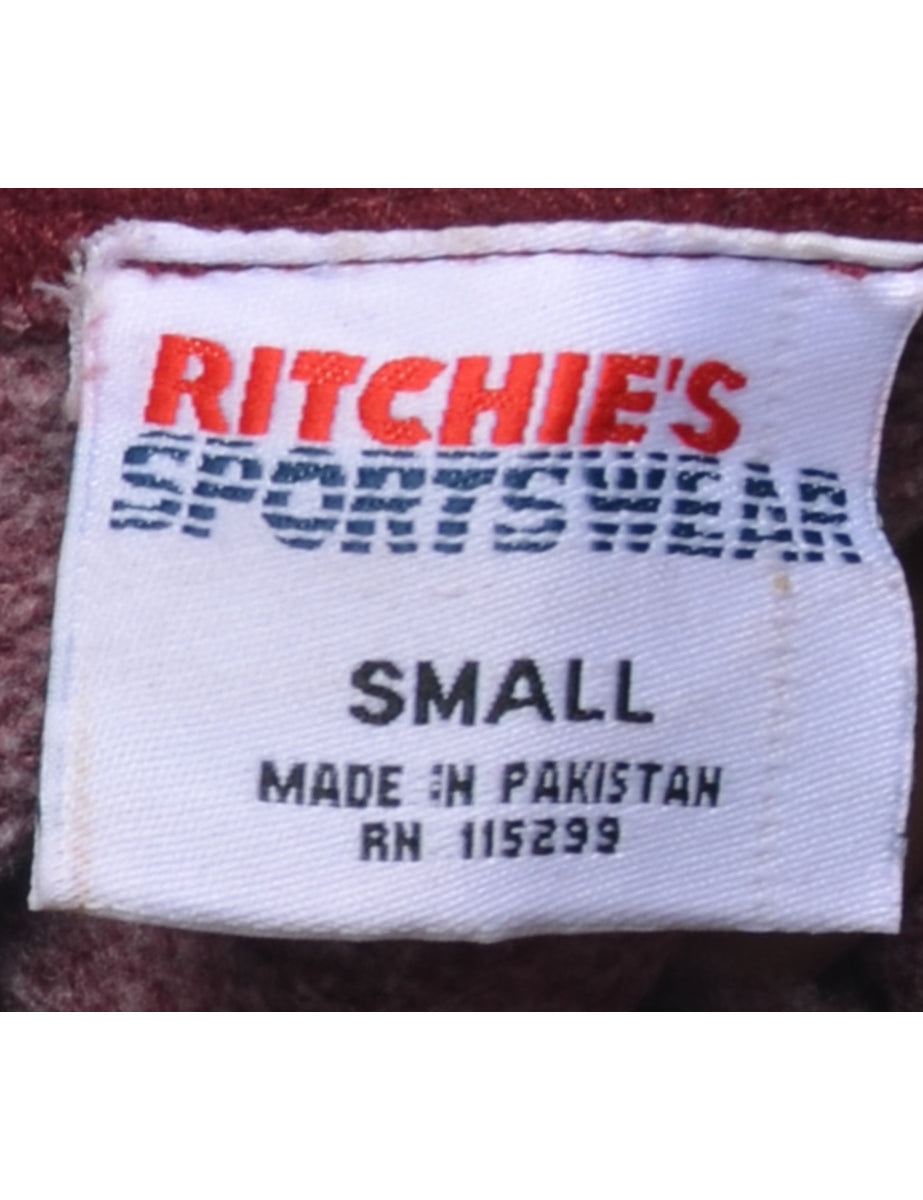 RITCHIE'S
SPORTSWEAR
SMALL
MADE IN PAKISTAN
RN 115299